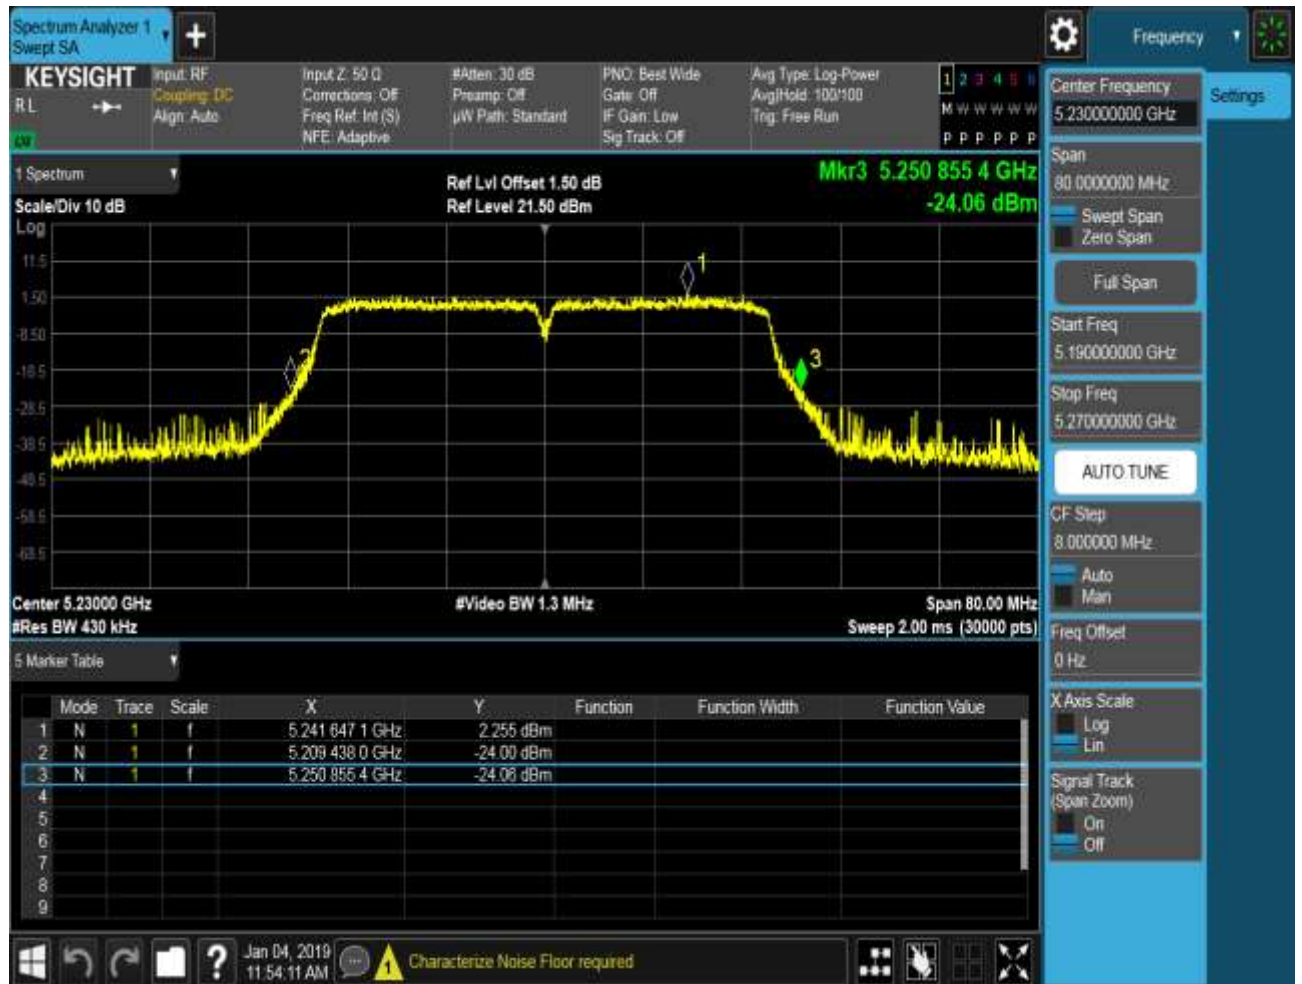 Spectrum Analyzer 1
Swept SA
+
Frequency
KEYSIGHT
RL
Input: RF
Coupling: DC
Align: Auto
Input Z: 50 Ω
Corrections: Off
Freq Ref: Int (S)
NFE: Adaptive
#Atten: 30 dB
Preamp: Off
µW Path: Standard
PNO: Best Wide
Gate: Off
IF Gain: Low
Sig Track: Off
Avg Type: Log-Power
Avg|Hold: 100/100
Trig: Free Run
1 2 3 4 5 6
M W W W W W
P P P P P P
1 Spectrum
Scale/Div 10 dB
Ref Lvl Offset 1.50 dB
Ref Level 21.50 dBm
Mkr3 5.250 855 4 GHz
-24.06 dBm
Log
11.5
1.50
-8.50
-18.5
-28.5
-38.5
-48.5
-58.5
-68.5
1
2
3
Center 5.23000 GHz
#Video BW 1.3 MHz
Span 80.00 MHz
#Res BW 430 kHz
Sweep 2.00 ms (30000 pts)
5 Marker Table
Mode Trace Scale X Y Function Function Width Function Value
1 N 1 f 5.241 647 1 GHz 2.255 dBm
2 N 1 f 5.209 438 0 GHz -24.00 dBm
3 N 1 f 5.250 855 4 GHz -24.06 dBm
4
5
6
7
8
9
Jan 04, 2019
11:54:11 AM
Characterize Noise Floor required
Settings
Center Frequency
5.230000000 GHz
Span
80.0000000 MHz
Swept Span
Zero Span
Full Span
Start Freq
5.190000000 GHz
Stop Freq
5.270000000 GHz
AUTO TUNE
CF Step
8.000000 MHz
Auto
Man
Freq Offset
0 Hz
X Axis Scale
Log
Lin
Signal Track
(Span Zoom)
On
Off